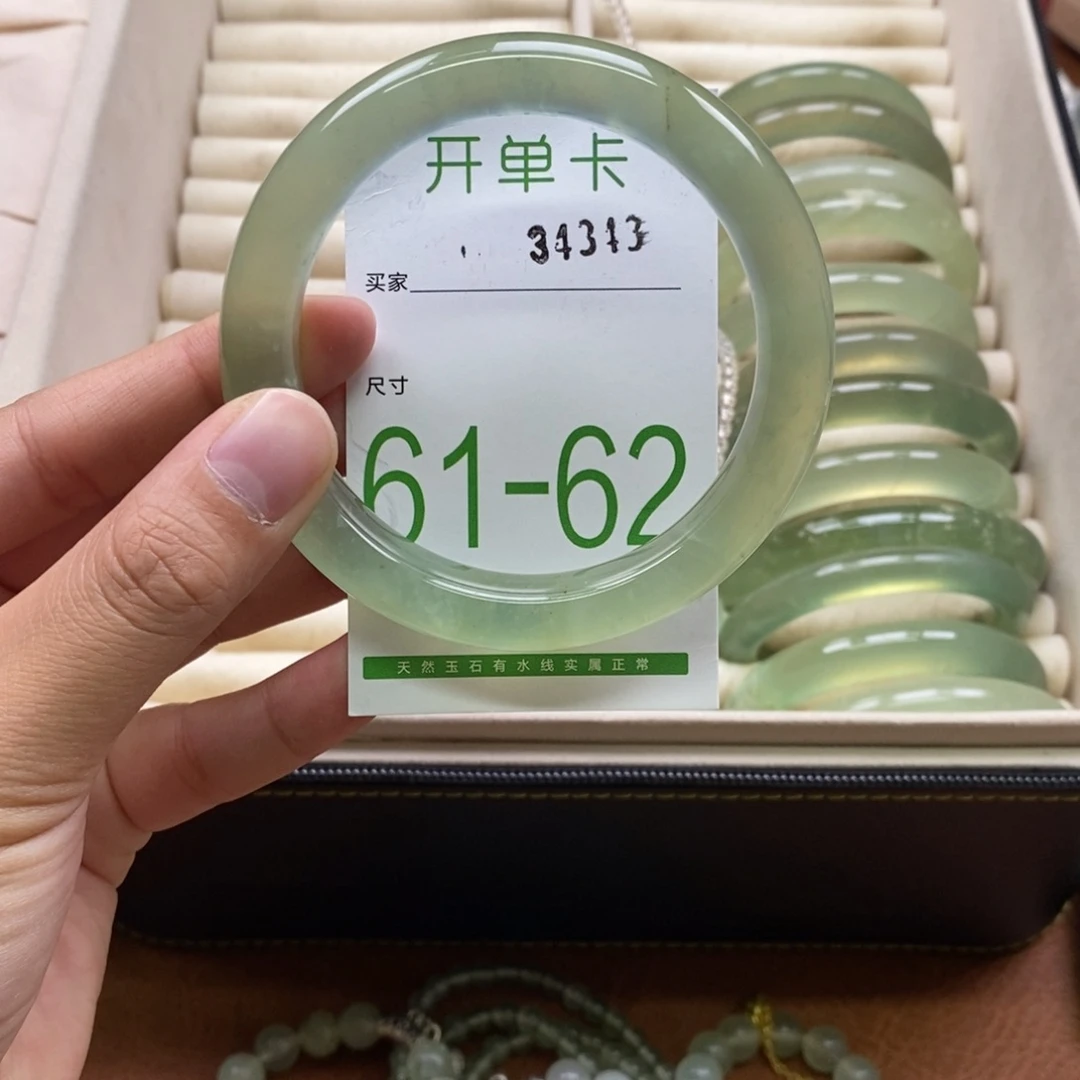 开单卡
34313
买家
尺寸
61-62
天然玉石有水线实属正常